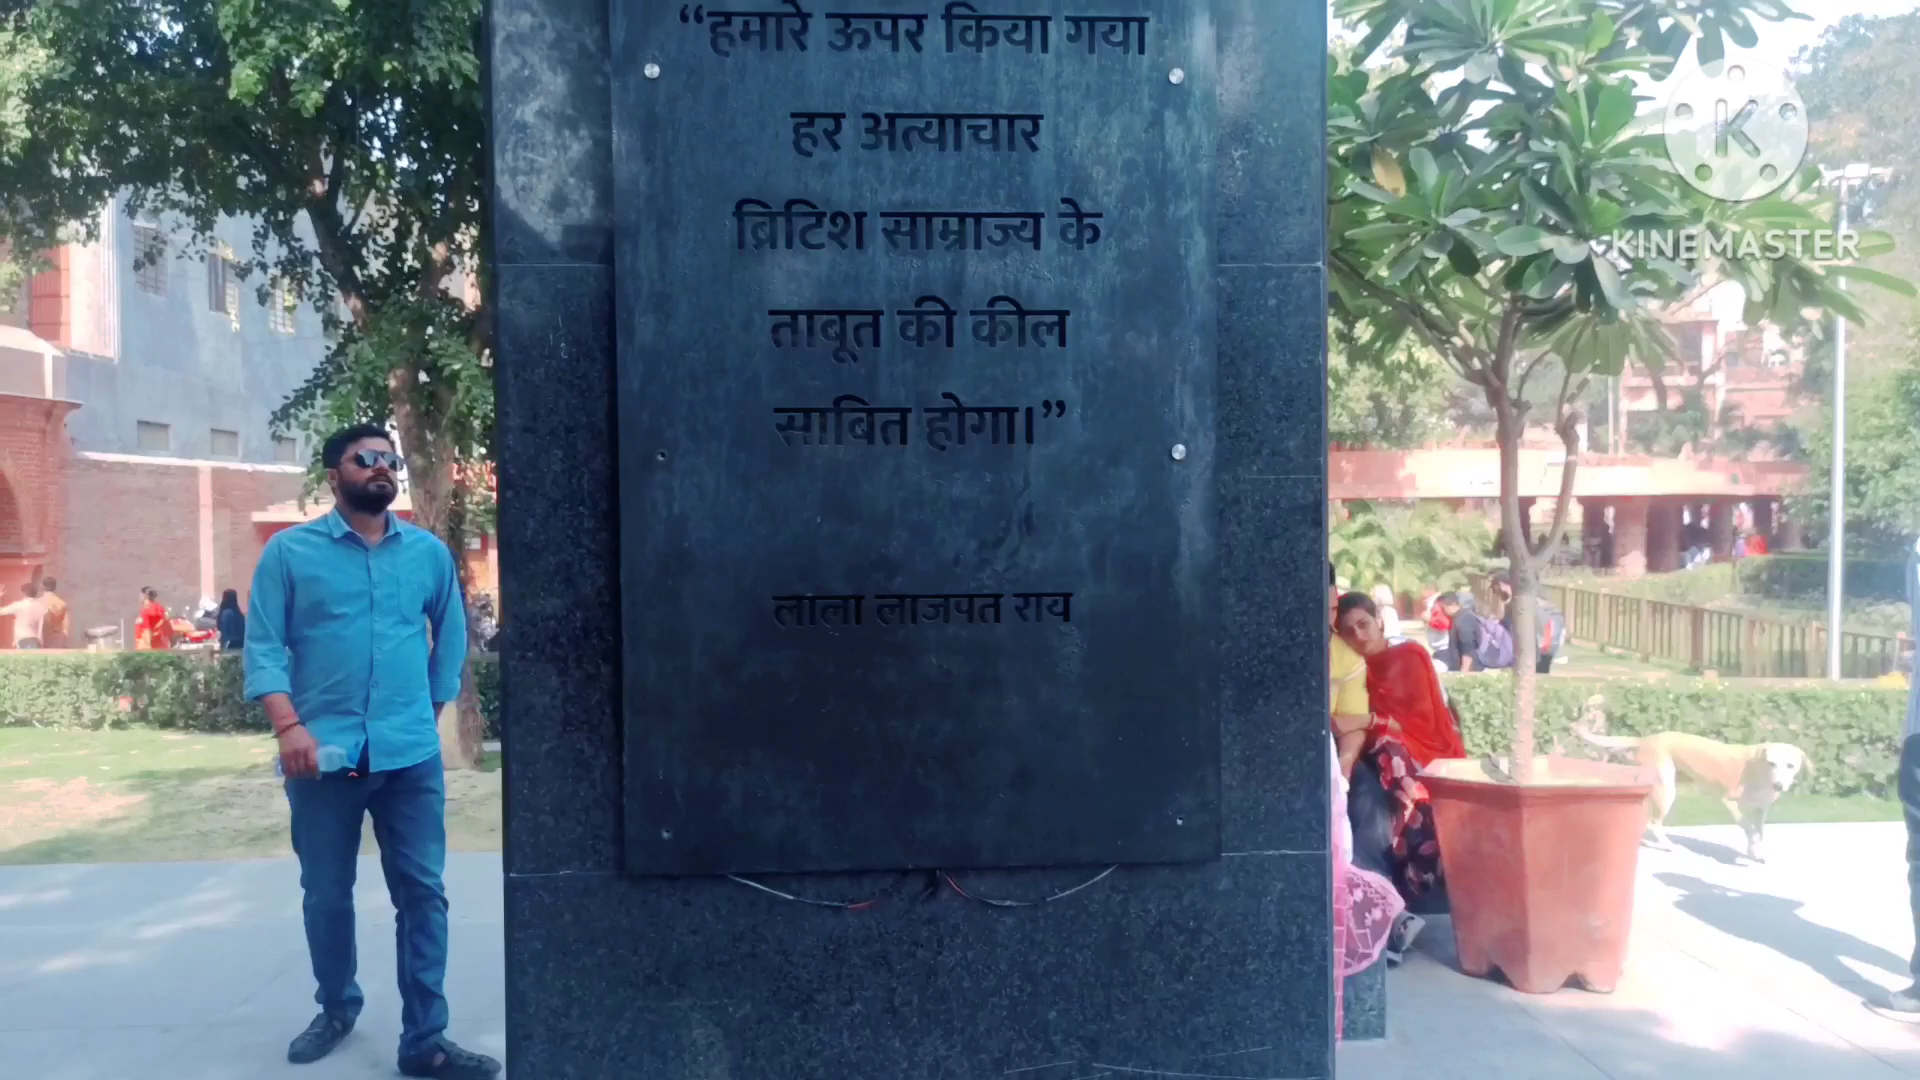 “हमारे ऊपर किया गया
हर अत्याचार
ब्रिटिश साम्राज्य के
ताबूत की कील
साबित होगा।”
लाला लाजपत राय
K
KINEMASTER